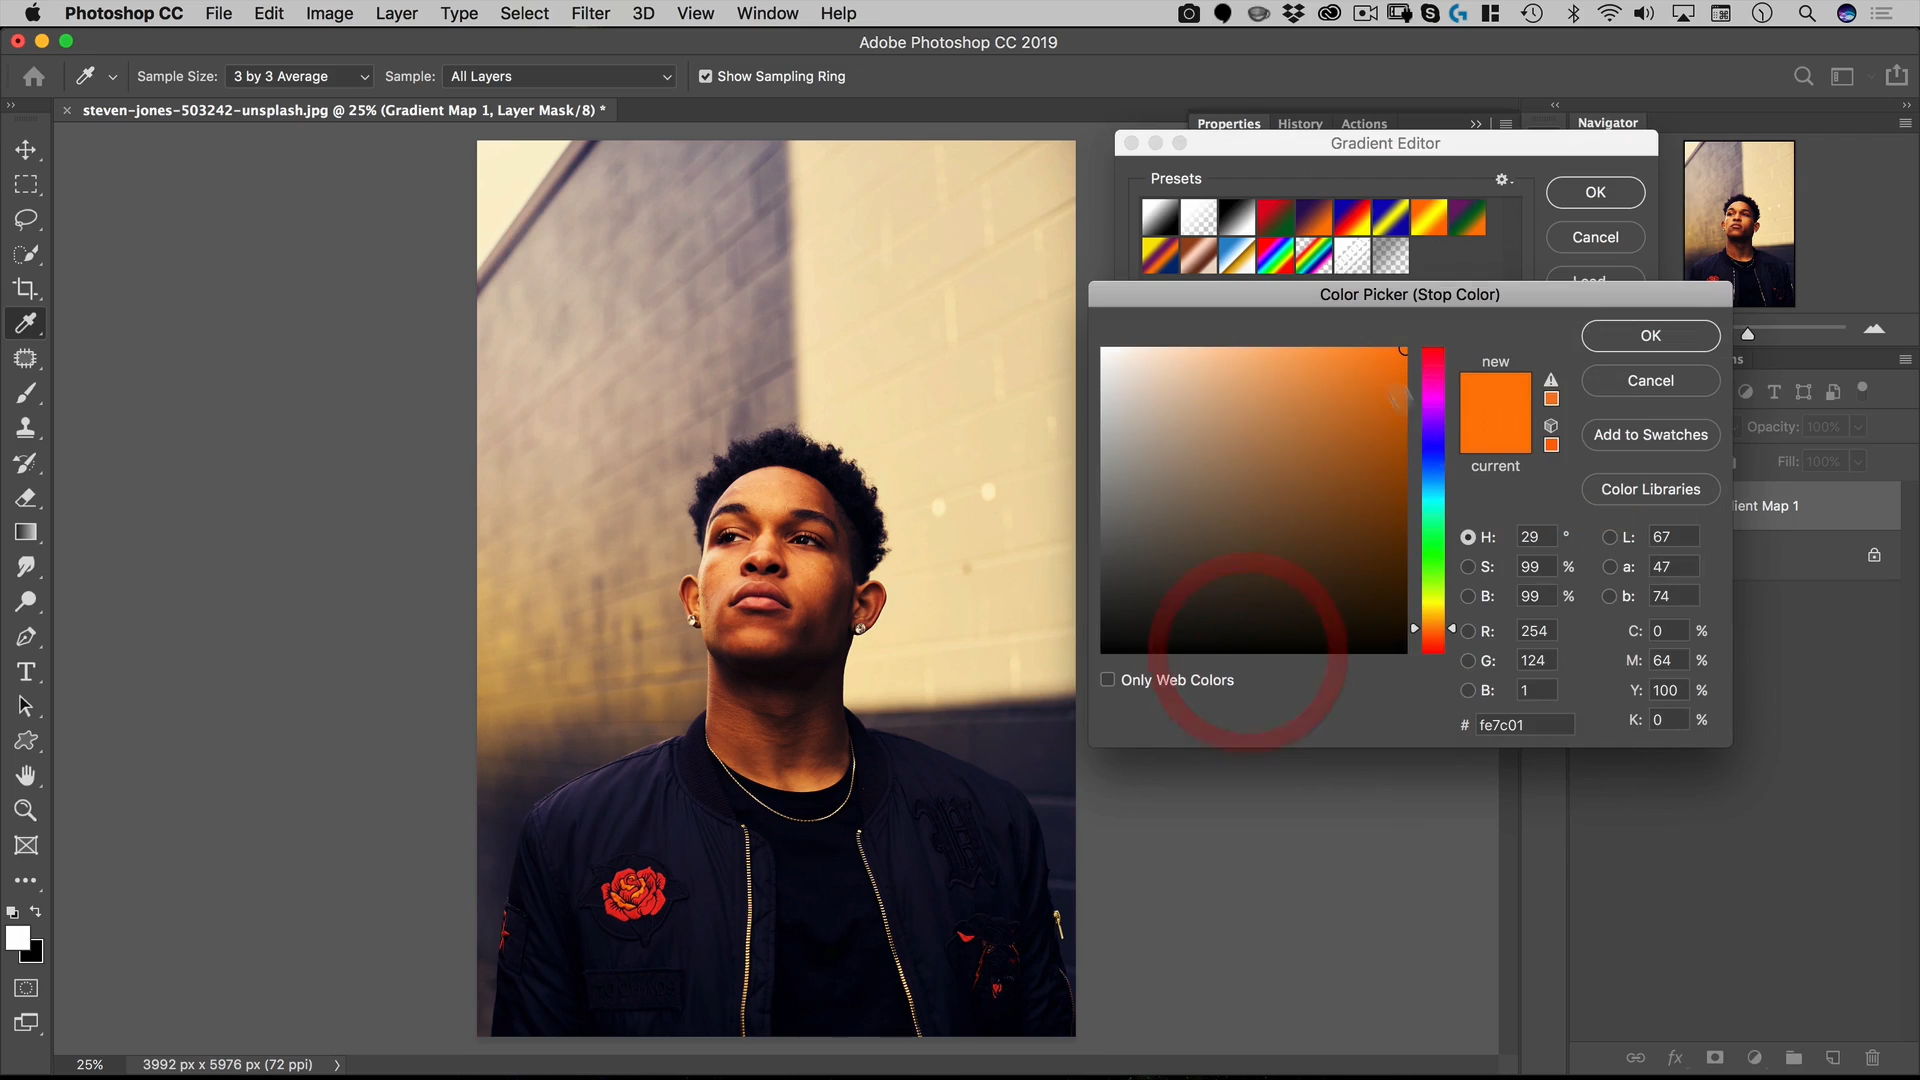 Photoshop CC File Edit Image Layer Type Select Filter 3D View Window Help
Adobe Photoshop CC 2019
Sample Size: 3 by 3 Average Sample: All Layers Show Sampling Ring
steven-jones-503242-unsplash.jpg @ 25% (Gradient Map 1, Layer Mask/8) *
Properties History Actions
Navigator
Gradient Editor
Presets
OK
Cancel
Load...
Color Picker (Stop Color)
new
current
OK
Cancel
Add to Swatches
Color Libraries
H: 29 °
S: 99 %
B: 99 %
R: 254
G: 124
B: 1
# fe7c01
L: 67
a: 47
b: 74
C: 0 %
M: 64 %
Y: 100 %
K: 0 %
Only Web Colors
Opacity: 100%
Fill: 100%
ient Map 1
25% 3992 px x 5976 px (72 ppi)